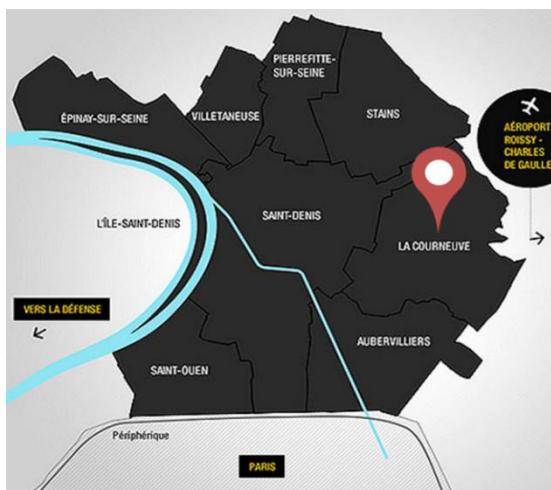 PIERREFITTE-
SUR-SEINE
ÉPINAY-SUR-SEINE
VILLETANEUSE
STAINS
AÉROPORT
ROISSY -
CHARLES
DE GAULLE
L'ÎLE-SAINT-DENIS
SAINT-DENIS
LA COURNEUVE
VERS LA DÉFENSE
AUBERVILLIERS
SAINT-OUEN
Périphérique
PARIS